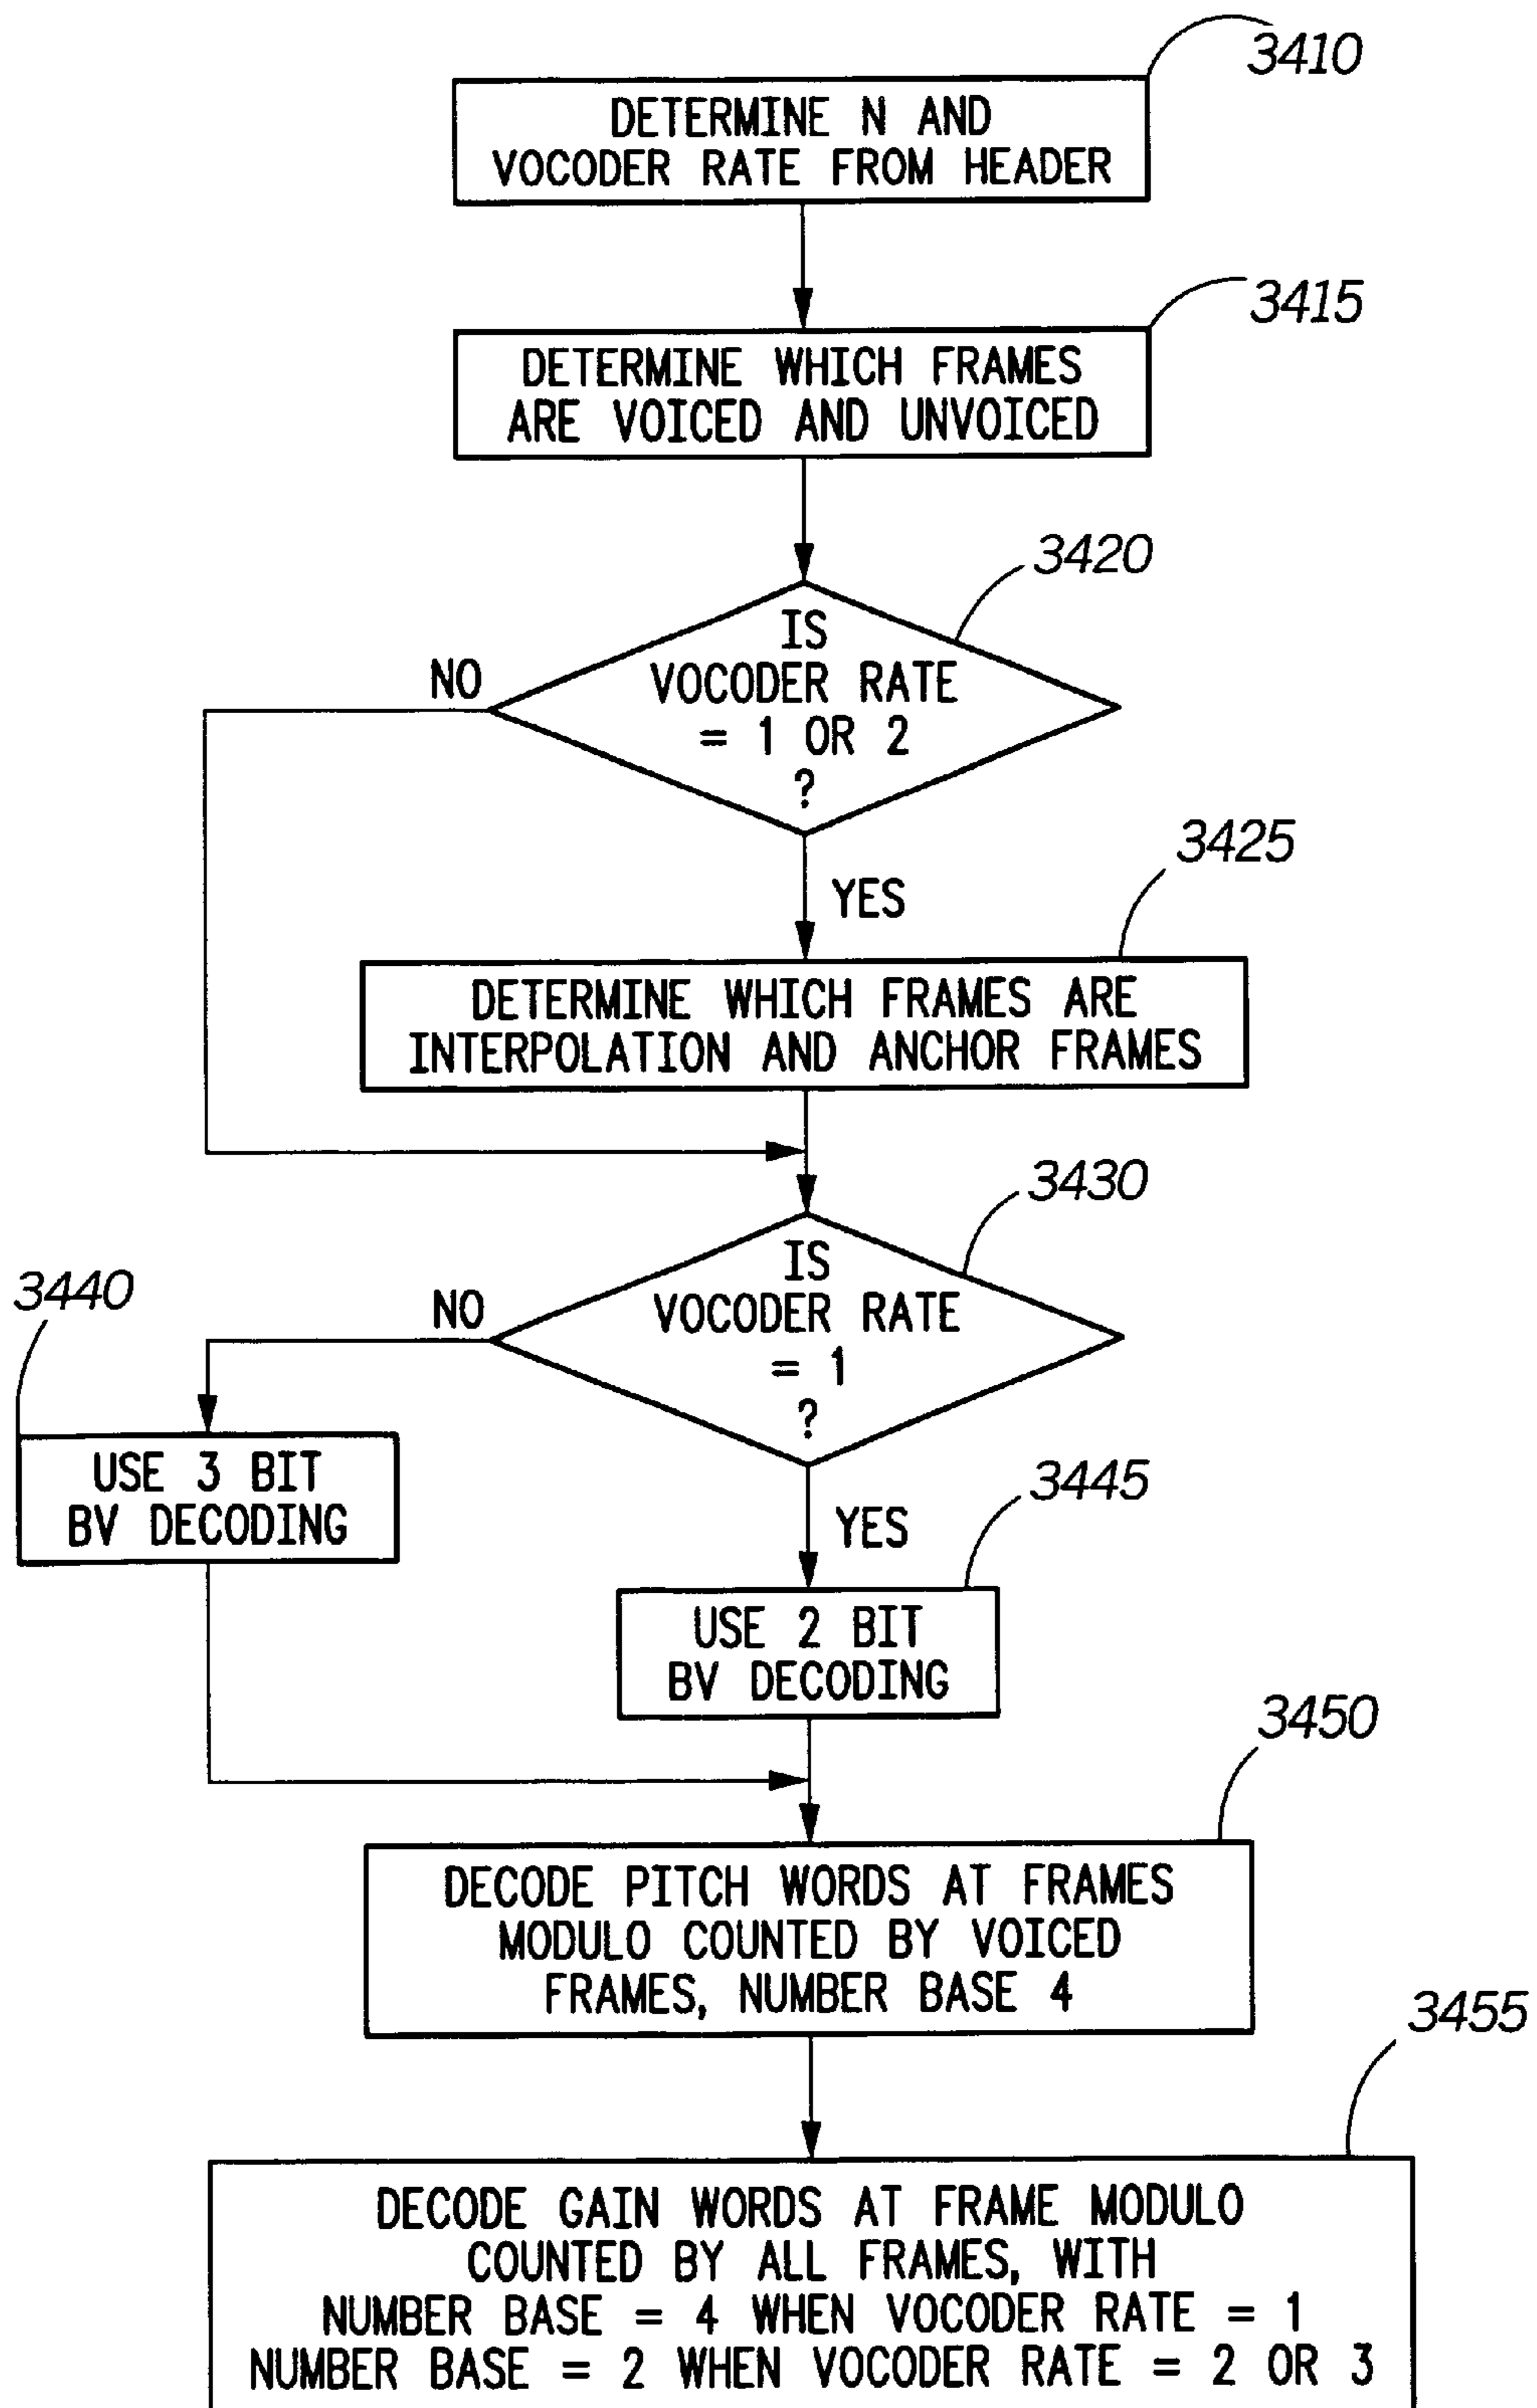 3410
DETERMINE N AND
VOCODER RATE FROM HEADER
3415
DETERMINE WHICH FRAMES
ARE VOICED AND UNVOICED
3420
IS
VOCODER RATE
= 1 OR 2
?
NO
YES
3425
DETERMINE WHICH FRAMES ARE
INTERPOLATION AND ANCHOR FRAMES
3430
IS
VOCODER RATE
= 1
?
NO
3440
USE 3 BIT
BV DECODING
YES
3445
USE 2 BIT
BV DECODING
3450
DECODE PITCH WORDS AT FRAMES
MODULO COUNTED BY VOICED
FRAMES, NUMBER BASE 4
3455
DECODE GAIN WORDS AT FRAME MODULO
COUNTED BY ALL FRAMES, WITH
NUMBER BASE = 4 WHEN VOCODER RATE = 1
NUMBER BASE = 2 WHEN VOCODER RATE = 2 OR 3